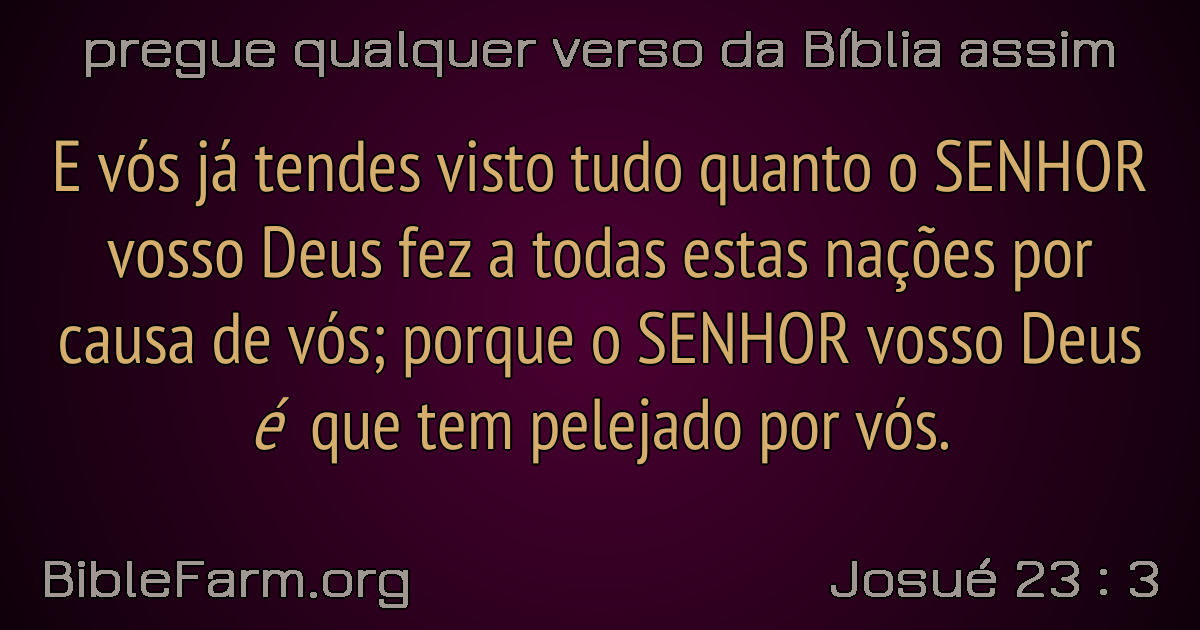 pregue qualquer verso da Bíblia assim
E vós já tendes visto tudo quanto o SENHOR
vosso Deus fez a todas estas nações por
causa de vós; porque o SENHOR vosso Deus
é que tem pelejado por vós.
BibleFarm.org
Josué 23 : 3